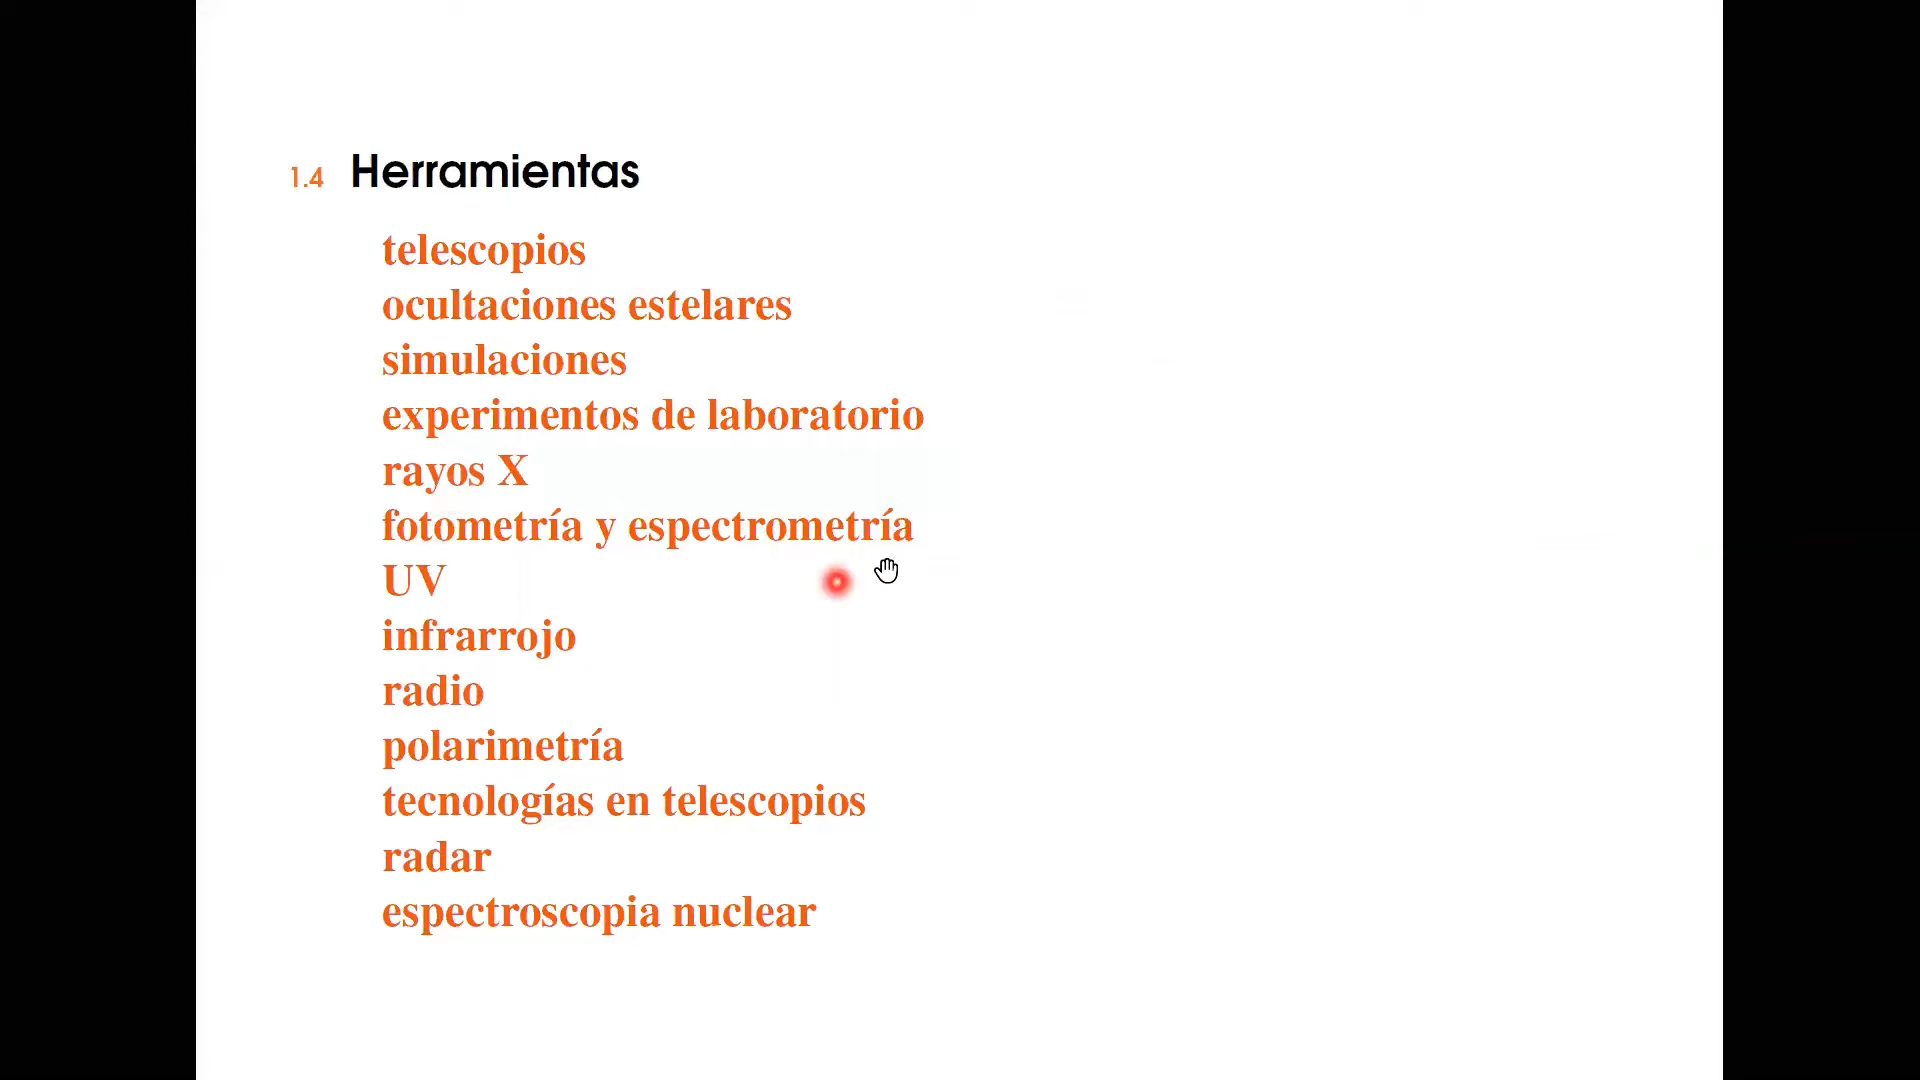 1.4 Herramientas
telescopios
ocultaciones estelares
simulaciones
experimentos de laboratorio
rayos X
fotometría y espectrometría
UV
infrarrojo
radio
polarimetría
tecnologías en telescopios
radar
espectroscopia nuclear